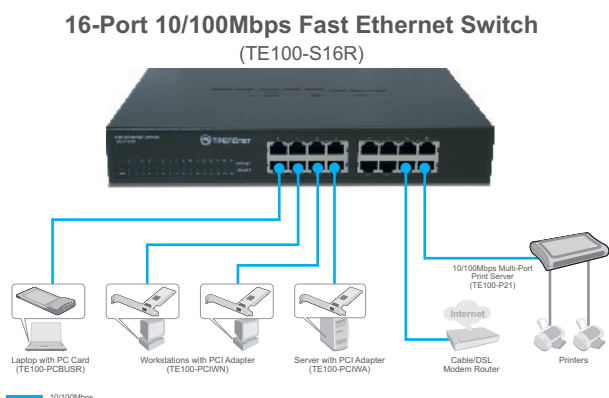 16-Port 10/100Mbps Fast Ethernet Switch
(TE100-S16R)
TRENDnet
10/100Mbps Multi-Port
Print Server
(TE100-P21)
Internet
Laptop with PC Card
(TE100-PCBUSR)
Workstations with PCI Adapter
(TE100-PCIWN)
Server with PCI Adapter
(TE100-PCIWA)
Cable/DSL
Modem Router
Printers
10/100Mbps